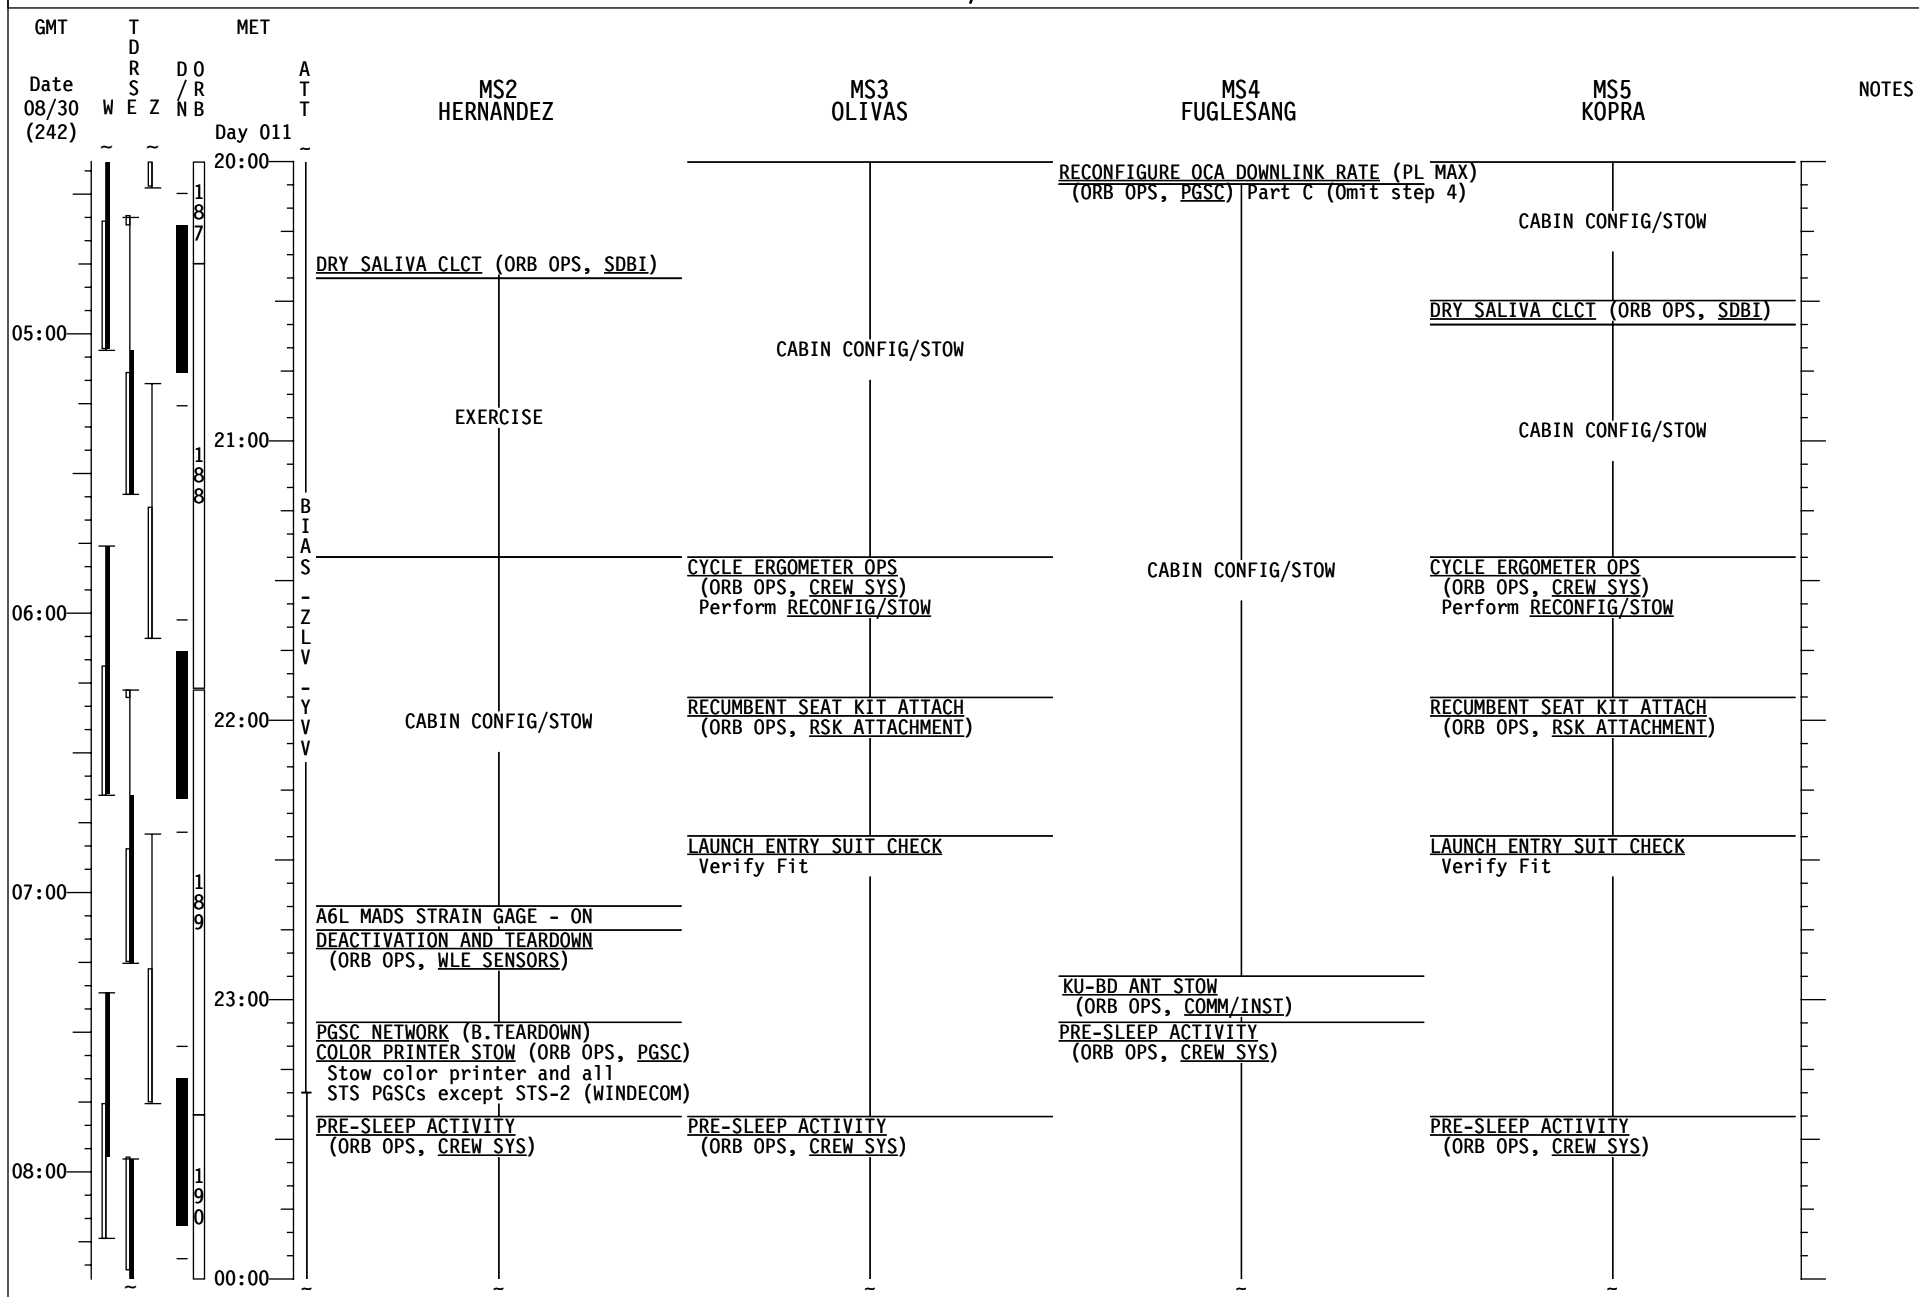 GMT
T
D
R
S
E
MET
Date
08/30
(242)
W
Z
D
/
N
O
R
B
Day 011
A
T
T
MS2
HERNANDEZ
MS3
OLIVAS
MS4
FUGLESANG
MS5
KOPRA
NOTES
~
~
~
20:00
1
8
7
RECONFIGURE OCA DOWNLINK RATE (PL MAX)
(ORB OPS, PGSC) Part C (Omit step 4)
CABIN CONFIG/STOW
DRY SALIVA CLCT (ORB OPS, SDBI)
DRY SALIVA CLCT (ORB OPS, SDBI)
05:00
CABIN CONFIG/STOW
EXERCISE
21:00
CABIN CONFIG/STOW
1
8
8
B
I
A
S
-
Z
L
V
-
Y
V
V
CYCLE ERGOMETER OPS
(ORB OPS, CREW SYS)
Perform RECONFIG/STOW
CABIN CONFIG/STOW
CYCLE ERGOMETER OPS
(ORB OPS, CREW SYS)
Perform RECONFIG/STOW
06:00
22:00
CABIN CONFIG/STOW
RECUMBENT SEAT KIT ATTACH
(ORB OPS, RSK ATTACHMENT)
RECUMBENT SEAT KIT ATTACH
(ORB OPS, RSK ATTACHMENT)
LAUNCH ENTRY SUIT CHECK
Verify Fit
LAUNCH ENTRY SUIT CHECK
Verify Fit
07:00
1
8
9
A6L MADS STRAIN GAGE - ON
DEACTIVATION AND TEARDOWN
(ORB OPS, WLE SENSORS)
23:00
KU-BD ANT STOW
(ORB OPS, COMM/INST)
PGSC NETWORK (B.TEARDOWN)
COLOR PRINTER STOW (ORB OPS, PGSC)
Stow color printer and all
STS PGSCs except STS-2 (WINDECOM)
PRE-SLEEP ACTIVITY
(ORB OPS, CREW SYS)
PRE-SLEEP ACTIVITY
(ORB OPS, CREW SYS)
PRE-SLEEP ACTIVITY
(ORB OPS, CREW SYS)
PRE-SLEEP ACTIVITY
(ORB OPS, CREW SYS)
08:00
1
9
0
00:00
~
~
~
~
~
~